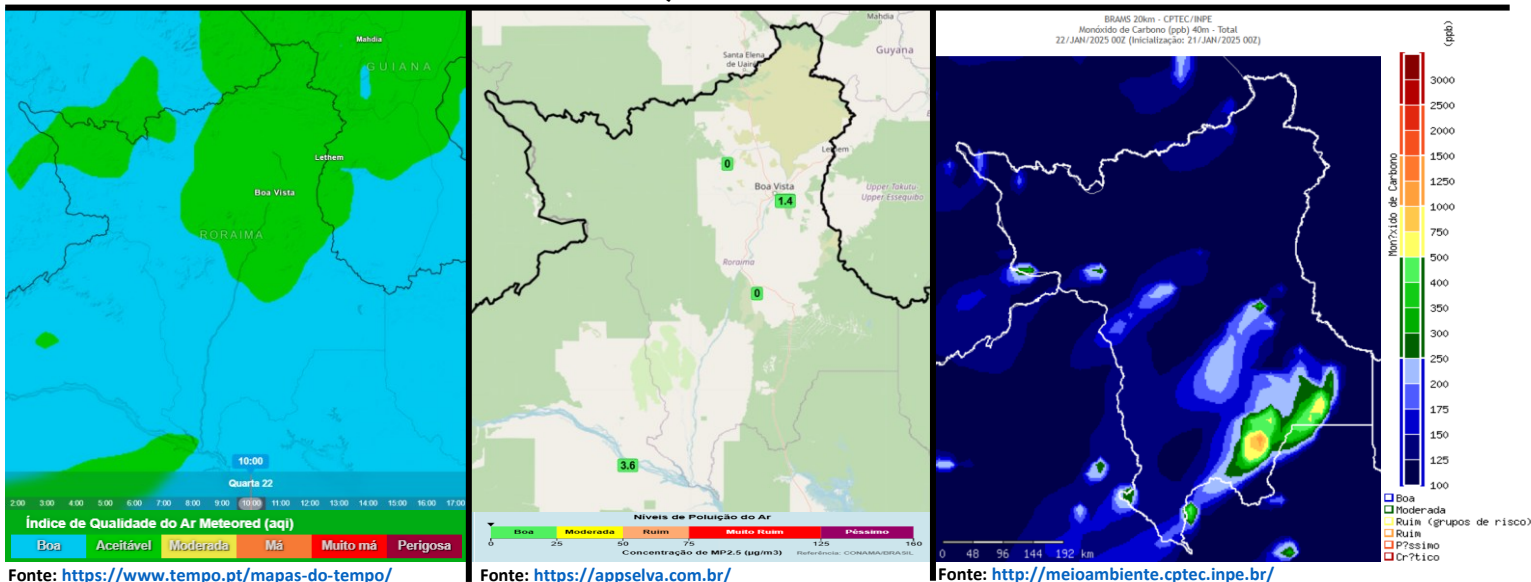 Mahdia
GUIANA
Lethem
Boa Vista
RORAIMA
10:00
Quarta 22
2:00 3:00 4:00 5:00 6:00 7:00 8:00 9:00 10:00 11:00 12:00 13:00 14:00 15:00 16:00 17:00
Índice de Qualidade do Ar Meteored (aqi)
Boa Aceitável Moderada Má Muito má Perigosa
Fonte: https://www.tempo.pt/mapas-do-tempo/
Mahdia
Santa Elena
de Uairé
Guyana
Lethem
0
Boa Vista
1.4
Upper Takutu
Upper Essequibo
Roraima
0
3.6
Níveis de Poluição do Ar
Boa Moderada Ruim Muito Ruim Péssimo
0 25 50 75 125 160
Concentração de MP2.5 (µg/m3) Referência: CONAMA/BRASIL
Fonte: https://appselva.com.br/
BRAMS 20km - CPTEC/INPE
Monóxido de Carbono (ppb) 40m - Total
22/JAN/2025 00Z (Inicialização: 21/JAN/2025 00Z)
(ppb)
Mon?xido de Carbono
3000
2500
2000
1500
1250
1000
750
500
400
350
300
250
200
175
150
125
100
Boa
Moderada
Ruim (grupos de risco)
Ruim
P?ssimo
Cr?tico
0 48 96 144 192 km
Fonte: http://meioambiente.cptec.inpe.br/